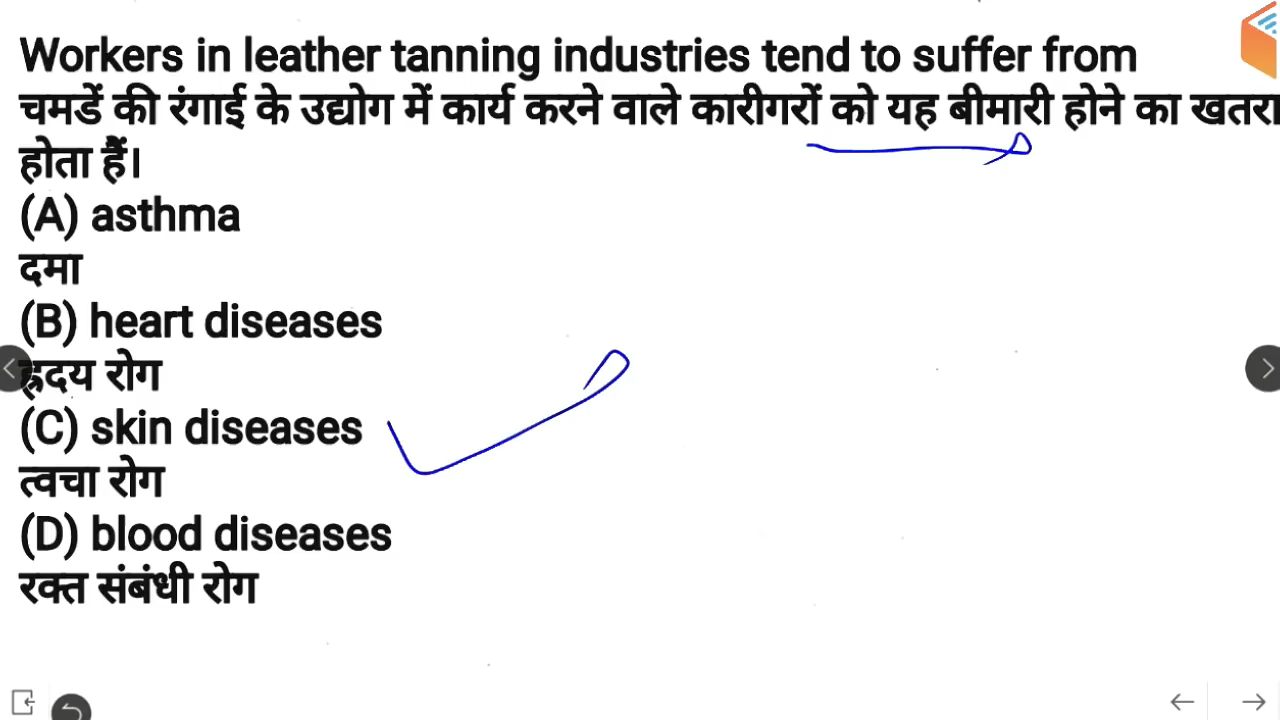 Workers in leather tanning industries tend to suffer from
चमडें की रंगाई के उद्योग में कार्य करने वाले कारीगरों को यह बीमारी होने का खतरा
होता हैं।
(A) asthma
दमा
(B) heart diseases
ह्रदय रोग
(C) skin diseases
त्वचा रोग
(D) blood diseases
रक्त संबंधी रोग